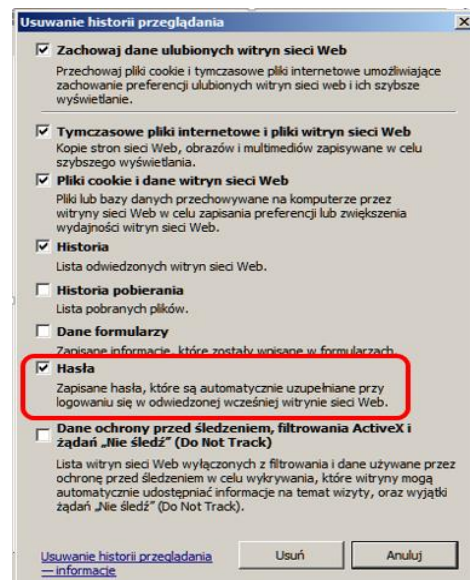 Usuwanie historii przeglądania
Zachowaj dane ulubionych witryn sieci Web
Przechowaj pliki cookie i tymczasowe pliki internetowe umożliwiające
zachowanie preferencji ulubionych witryn sieci web i ich szybsze
wyświetlanie.
Tymczasowe pliki internetowe i pliki witryn sieci Web
Kopie stron sieci Web, obrazów i multimediów zapisywane w celu
szybszego wyświetlania.
Pliki cookie i dane witryn sieci Web
Pliki lub bazy danych przechowywane na komputerze przez
witryny sieci Web w celu zapisania preferencji lub zwiększenia
wydajności witryn sieci Web.
Historia
Lista odwiedzonych witryn sieci Web.
Historia pobierania
Lista pobranych plików.
Dane formularzy
Zapisane informacje, które zostały wpisane w formularzach.
Hasła
Zapisane hasła, które są automatycznie uzupełniane przy
logowaniu się w odwiedzonej wcześniej witrynie sieci Web.
Dane ochrony przed śledzeniem, filtrowania ActiveX i
żądań „Nie śledź” (Do Not Track)
Lista witryn sieci Web wyłączonych z filtrowania i dane używane przez
ochronę przed śledzeniem w celu wykrywania, które witryny mogą
automatycznie udostępniać informacje na temat wizyty, oraz wyjątki
żądań „Nie śledź” (Do Not Track).
Usuwanie historii przeglądania
— informacje
Usuń
Anuluj